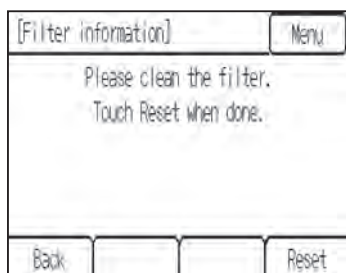 [Filter information]
Menu
Please clean the filter.
Touch Reset when done.
Back
Reset